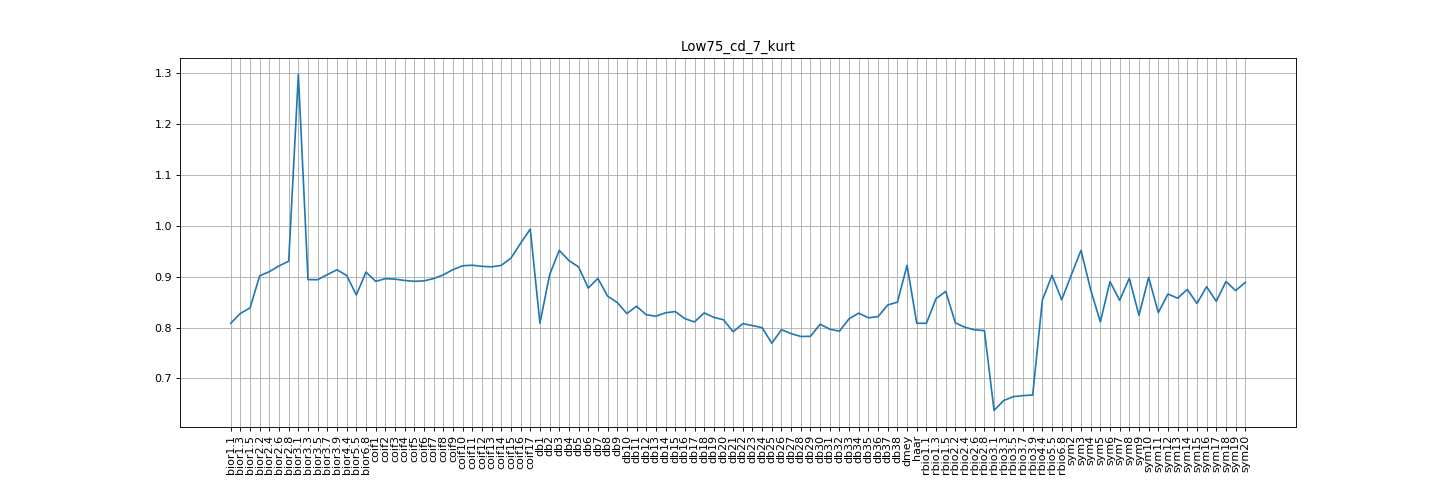 Low75_cd_7_kurt
1.3
1.2
1.1
1.0
0.9
0.8
0.7
bior1.1
bior1.3
bior1.5
bior2.2
bior2.4
bior2.6
bior2.8
bior3.1
bior3.3
bior3.5
bior3.7
bior3.9
bior4.4
bior5.5
bior6.8
coif1
coif2
coif3
coif4
coif5
coif6
coif7
coif8
coif9
coif10
coif11
coif12
coif13
coif14
coif15
coif16
coif17
db1
db2
db3
db4
db5
db6
db7
db8
db9
db10
db11
db12
db13
db14
db15
db16
db17
db18
db19
db20
db21
db22
db23
db24
db25
db26
db27
db28
db29
db30
db31
db32
db33
db34
db35
db36
db37
db38
dmey
haar
rbio1.1
rbio1.3
rbio1.5
rbio2.2
rbio2.4
rbio2.6
rbio2.8
rbio3.1
rbio3.3
rbio3.5
rbio3.7
rbio3.9
rbio4.4
rbio5.5
rbio6.8
sym2
sym3
sym4
sym5
sym6
sym7
sym8
sym9
sym10
sym11
sym12
sym13
sym14
sym15
sym16
sym17
sym18
sym19
sym20